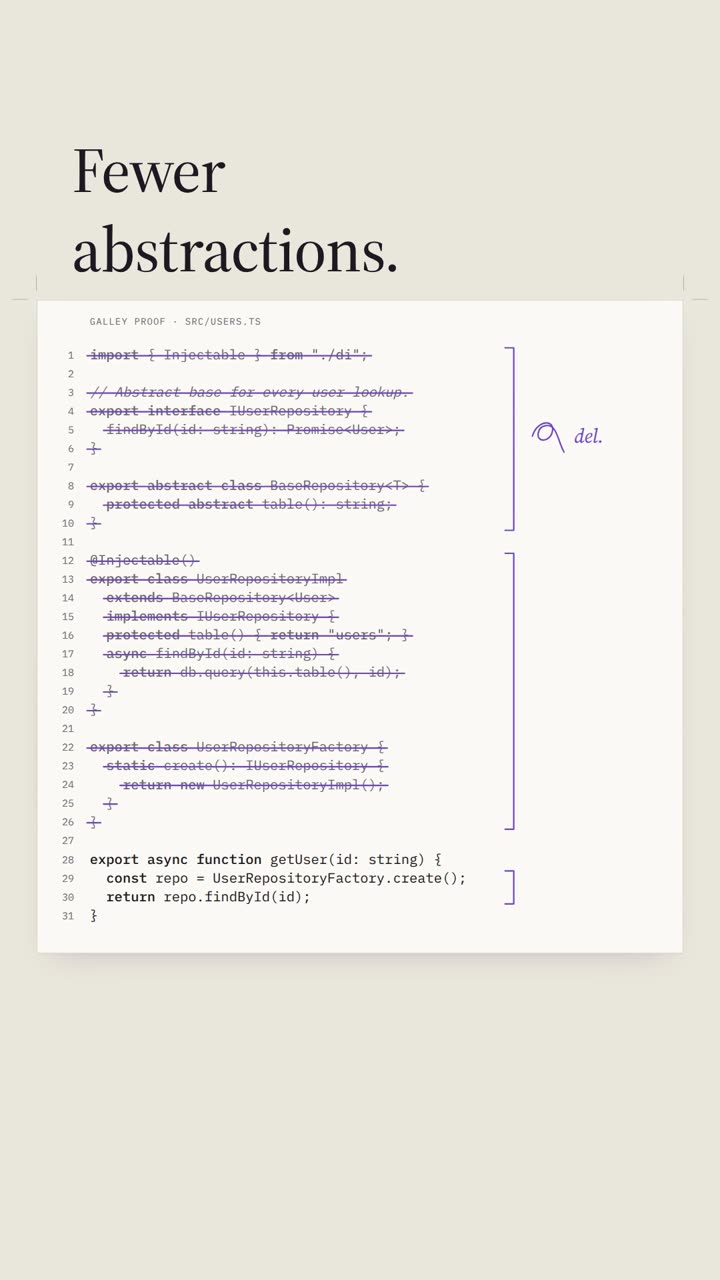 Fewer
abstractions.
GALLEY PROOF · SRC/USERS.TS
1 import { Injectable } from "./di";
2
3 // Abstract base for every user lookup.
4 export interface IUserRepository {
5 findById(id: string): Promise<User>;
6 }
7
8 export abstract class BaseRepository<T> {
9 protected abstract table(): string;
10 }
11
12 @Injectable()
13 export class UserRepositoryImpl
14 extends BaseRepository<User>
15 implements IUserRepository {
16 protected table() { return "users"; }
17 async findById(id: string) {
18 return db.query(this.table(), id);
19 }
20 }
21
22 export class UserRepositoryFactory {
23 static create(): IUserRepository {
24 return new UserRepositoryImpl();
25 }
26 }
27
28 export async function getUser(id: string) {
29 const repo = UserRepositoryFactory.create();
30 return repo.findById(id);
31 }
del.